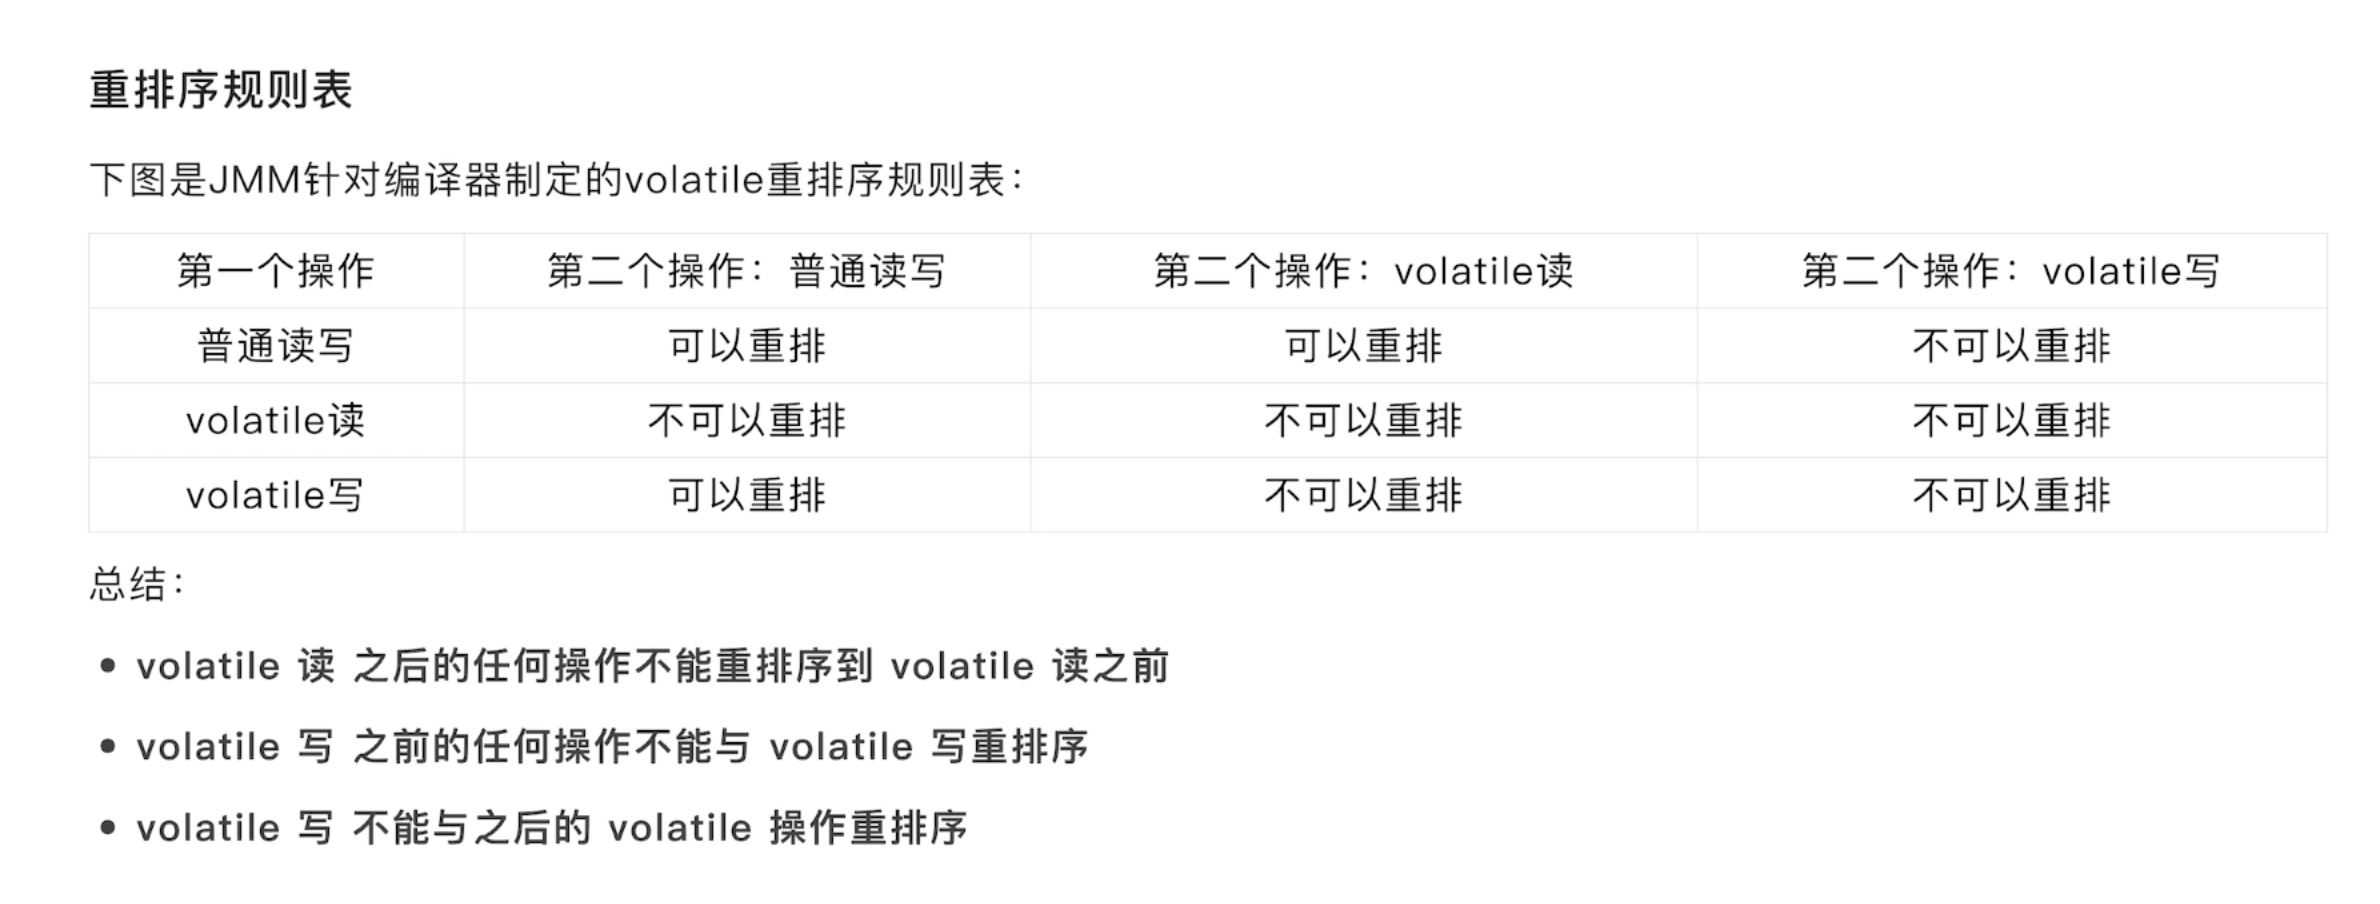 重排序规则表
下图是JMM针对编译器制定的volatile重排序规则表：
第一个操作 第二个操作：普通读写 第二个操作：volatile读 第二个操作：volatile写
普通读写 可以重排 可以重排 不可以重排
volatile读 不可以重排 不可以重排 不可以重排
volatile写 可以重排 不可以重排 不可以重排
总结：
• volatile 读 之后的任何操作不能重排序到 volatile 读之前
• volatile 写 之前的任何操作不能与 volatile 写重排序
• volatile 写 不能与之后的 volatile 操作重排序